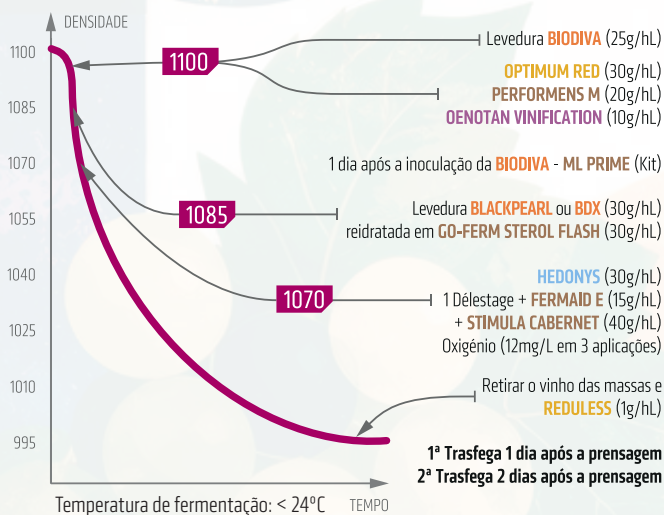 DENSIDADE
1100
1085
1070
1055
1040
1025
1010
995
1100
Levedura BIODIVA (25g/hL)
OPTIMUM RED (30g/hL)
PERFORMENS M (20g/hL)
OENOTAN VINIFICATION (10g/hL)
1 dia após a inoculação da BIODIVA - ML PRIME (Kit)
1085
Levedura BLACKPEARL ou BDX (30g/hL)
reidratada em GO-FERM STEROL FLASH (30g/hL)
1070
HEDONYS (30g/hL)
1 Délestage + FERMAID E (15g/hL)
+ STIMULA CABERNET (40g/hL)
Oxigénio (12mg/L em 3 aplicações)
Retirar o vinho das massas e
REDULESS (1g/hL)
1ª Trasfega 1 dia após a prensagem
2ª Trasfega 2 dias após a prensagem
Temperatura de fermentação: < 24ºC
TEMPO